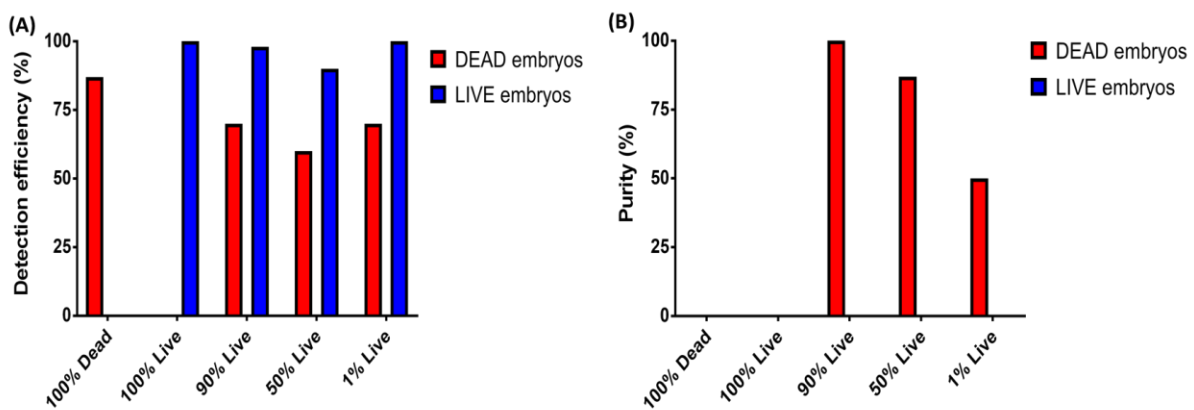 (A)
Detection efficiency (%)
100
75
50
25
0
100% Dead
100% Live
90% Live
50% Live
1% Live
DEAD embryos
LIVE embryos
(B)
Purity (%)
100
75
50
25
0
100% Dead
100% Live
90% Live
50% Live
1% Live
DEAD embryos
LIVE embryos